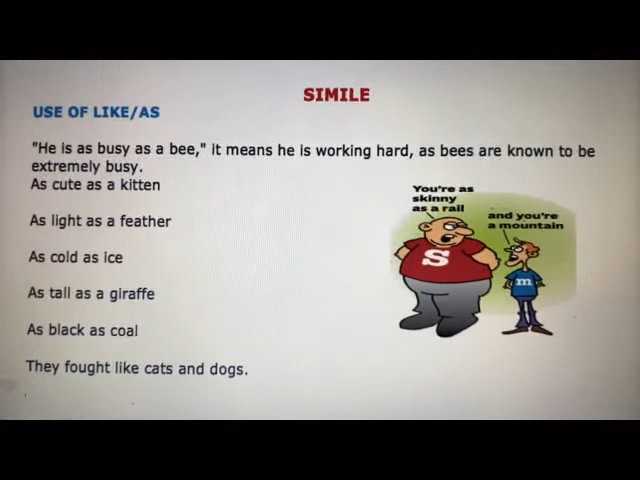 SIMILE
USE OF LIKE/AS
"He is as busy as a bee," it means he is working hard, as bees are known to be
extremely busy.
As cute as a kitten
As light as a feather
As cold as ice
As tall as a giraffe
As black as coal
They fought like cats and dogs.
You're as
skinny
as a rail
and you're
a mountain
S
m